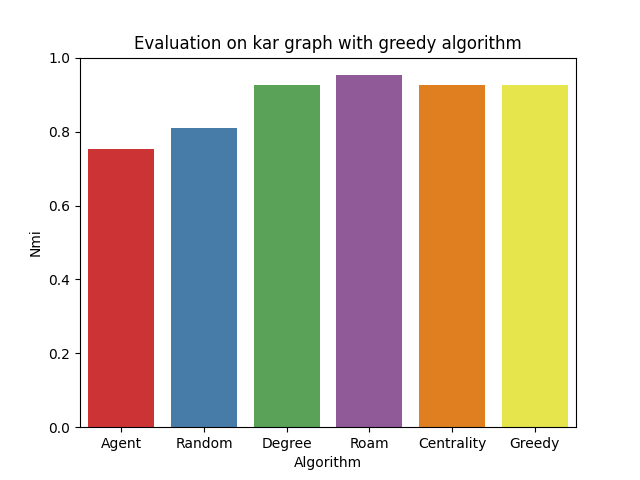 Evaluation on kar graph with greedy algorithm
1.0
0.8
0.6
0.4
0.2
0.0
Nmi
Agent Random Degree Roam Centrality Greedy
Algorithm